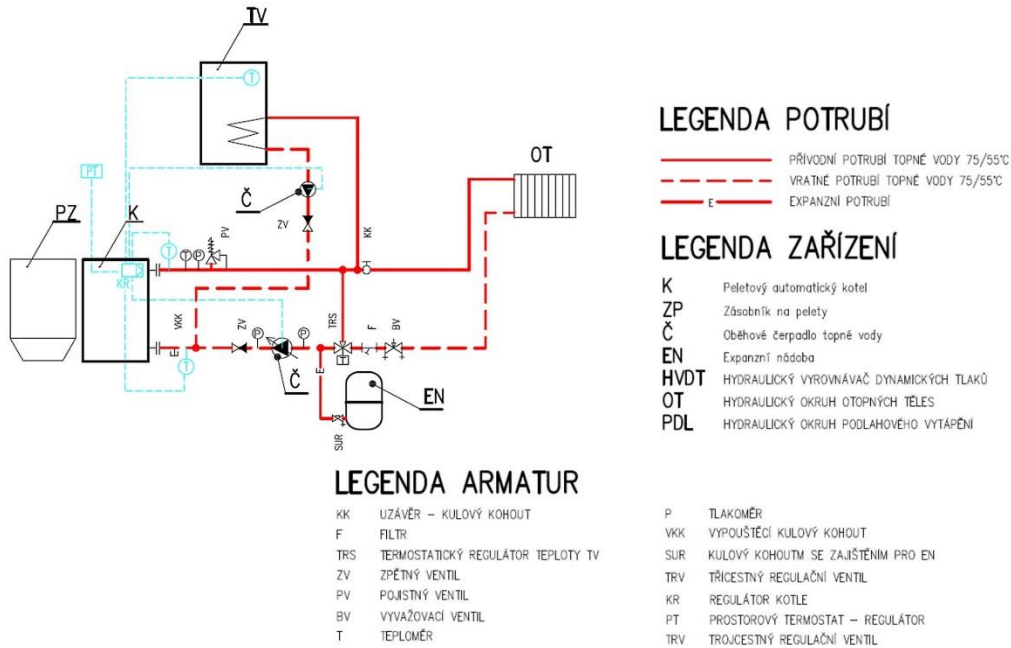 TV
T
PT
Č
OT
PZ
K
PV
ZV
KK
T
T
P
KR
VKK
ZV
P
P
TRS
F
BV
E
T
Č
E
EN
SUR
LEGENDA POTRUBÍ
PŘÍVODNÍ POTRUBÍ TOPNÉ VODY 75/55°C
VRATNÉ POTRUBÍ TOPNÉ VODY 75/55°C
E EXPANZNÍ POTRUBÍ
LEGENDA ZAŘÍZENÍ
K Peletový automatický kotel
ZP Zásobník na pelety
Č Oběhové čerpadlo topné vody
EN Expanzní nádoba
HVDT HYDRAULICKÝ VYROVNÁVAČ DYNAMICKÝCH TLAKŮ
OT HYDRAULICKÝ OKRUH OTOPNÝCH TĚLES
PDL HYDRAULICKÝ OKRUH PODLAHOVÉHO VYTÁPĚNÍ
LEGENDA ARMATUR
KK UZÁVĚR – KULOVÝ KOHOUT
F FILTR
TRS TERMOSTATICKÝ REGULÁTOR TEPLOTY TV
ZV ZPĚTNÝ VENTIL
PV POJISTNÝ VENTIL
BV VYVAŽOVACÍ VENTIL
T TEPLOMĚR
P TLAKOMĚR
VKK VYPOUŠTĚCÍ KULOVÝ KOHOUT
SUR KULOVÝ KOHOUTM SE ZAJIŠTĚNÍM PRO EN
TRV TŘÍCESTNÝ REGULAČNÍ VENTIL
KR REGULÁTOR KOTLE
PT PROSTOROVÝ TERMOSTAT – REGULÁTOR
TRV TROJCESTNÝ REGULAČNÍ VENTIL